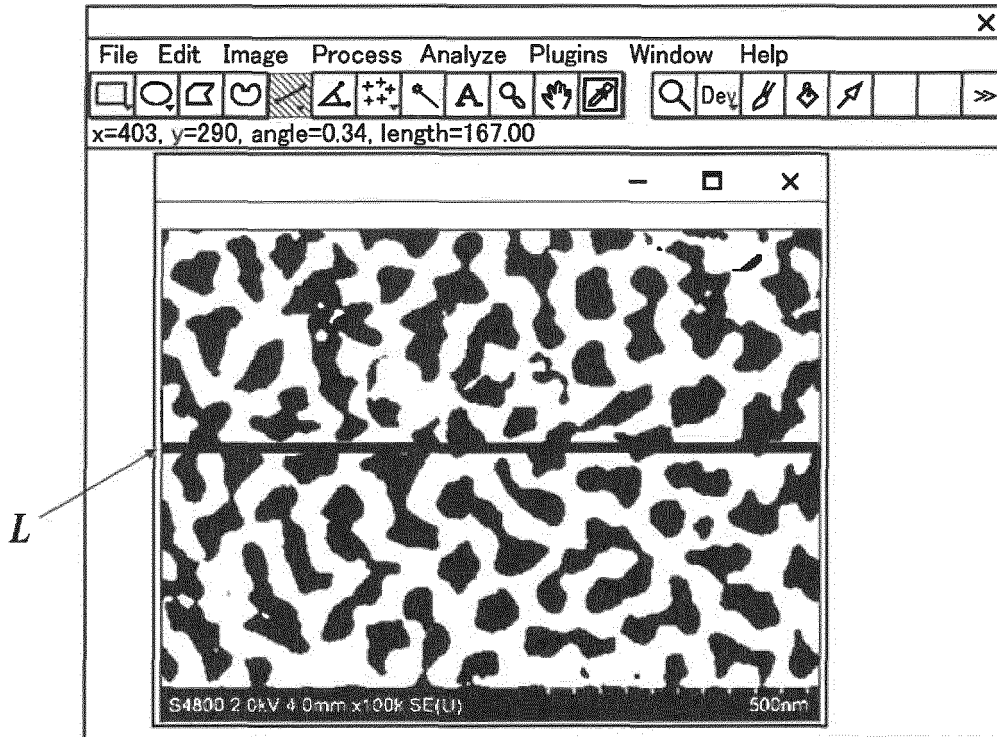 File Edit Image Process Analyze Plugins Window Help
A Dev >>
x=403, y=290, angle=0.34, length=167.00
L
S4800 2.0kV 4.0mm x100k SE(U) 500nm